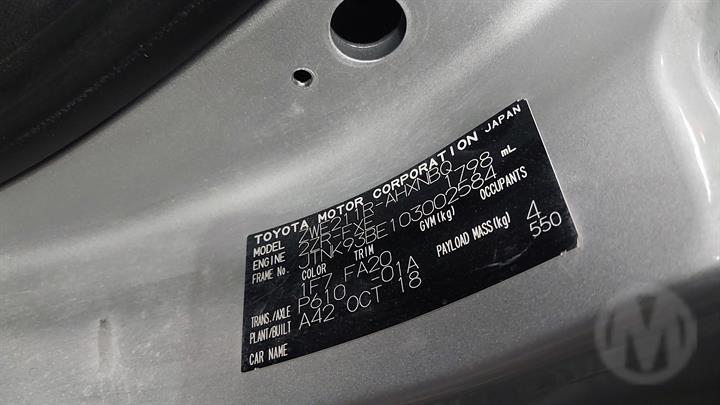 TOYOTA MOTOR CORPORATION JAPAN
MODEL ZWE211R-AHXNBQ
ENGINE 2ZR-FXE 1798 mL
FRAME No. JTNK93BE103002584
COLOR TRIM GVM(kg) OCCUPANTS
1F7 FA20 4
TRANS./AXLE P610 -01A PAYLOAD MASS(kg) 550
PLANT/BUILT A42 OCT 18
CAR NAME
M